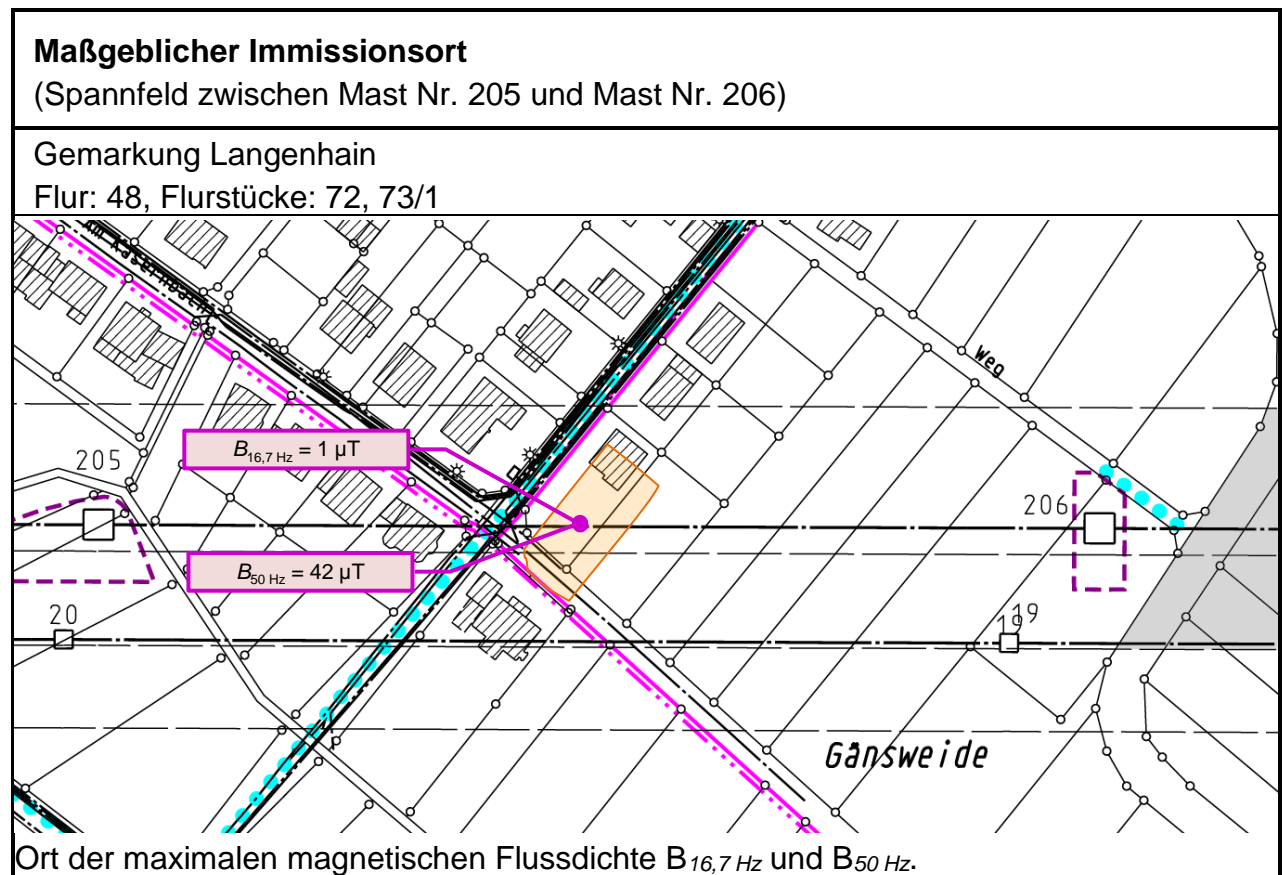 Maßgeblicher Immissionsort
(Spannfeld zwischen Mast Nr. 205 und Mast Nr. 206)
Gemarkung Langenhain
Flur: 48, Flurstücke: 72, 73/1
Weg
B16,7 Hz = 1 µT
205
206
B50 Hz = 42 µT
20
19
19
Gänsweide
Ort der maximalen magnetischen Flussdichte B16,7 Hz und B50 Hz.